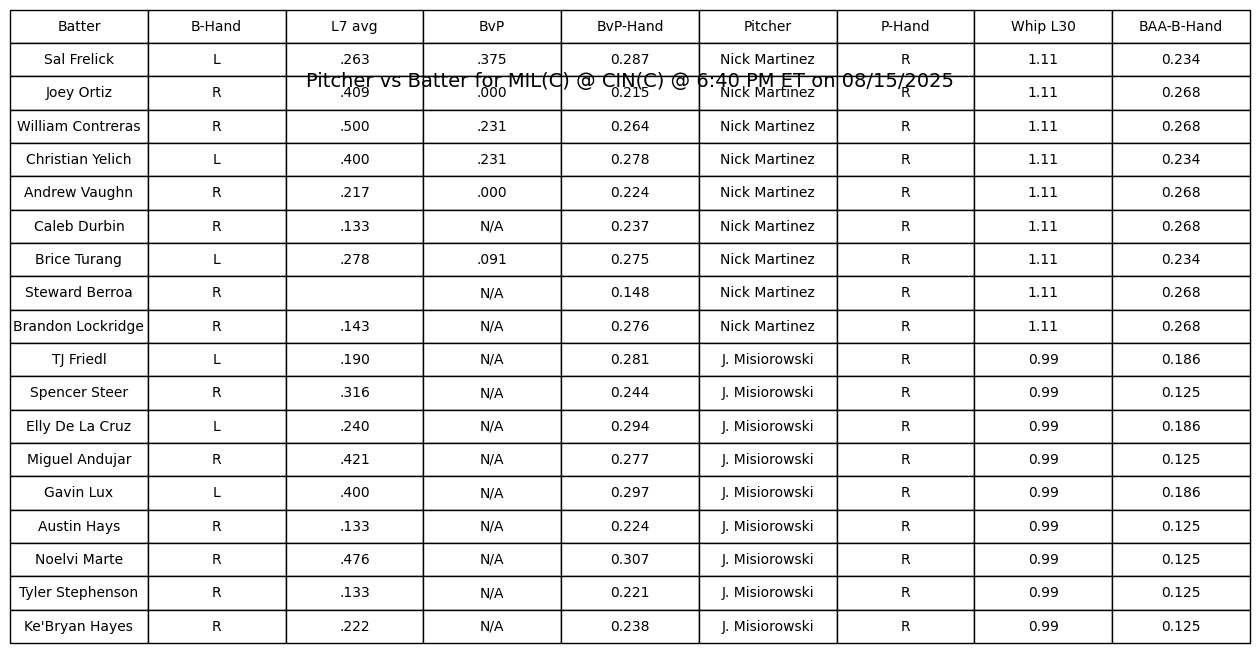 Batter B-Hand L7 avg BvP BvP-Hand Pitcher P-Hand Whip L30 BAA-B-Hand
Sal Frelick L .263 .375 0.287 Nick Martinez R 1.11 0.234
Pitcher vs Batter for MIL(C) @ CIN(C) @ 6:40 PM ET on 08/15/2025
Joey Ortiz R .409 .000 0.215 Nick Martinez R 1.11 0.268
William Contreras R .500 .231 0.264 Nick Martinez R 1.11 0.268
Christian Yelich L .400 .231 0.278 Nick Martinez R 1.11 0.234
Andrew Vaughn R .217 .000 0.224 Nick Martinez R 1.11 0.268
Caleb Durbin R .133 N/A 0.237 Nick Martinez R 1.11 0.268
Brice Turang L .278 .091 0.275 Nick Martinez R 1.11 0.234
Steward Berroa R N/A 0.148 Nick Martinez R 1.11 0.268
Brandon Lockridge R .143 N/A 0.276 Nick Martinez R 1.11 0.268
TJ Friedl L .190 N/A 0.281 J. Misiorowski R 0.99 0.186
Spencer Steer R .316 N/A 0.244 J. Misiorowski R 0.99 0.125
Elly De La Cruz L .240 N/A 0.294 J. Misiorowski R 0.99 0.186
Miguel Andujar R .421 N/A 0.277 J. Misiorowski R 0.99 0.125
Gavin Lux L .400 N/A 0.297 J. Misiorowski R 0.99 0.186
Austin Hays R .133 N/A 0.224 J. Misiorowski R 0.99 0.125
Noelvi Marte R .476 N/A 0.307 J. Misiorowski R 0.99 0.125
Tyler Stephenson R .133 N/A 0.221 J. Misiorowski R 0.99 0.125
Ke'Bryan Hayes R .222 N/A 0.238 J. Misiorowski R 0.99 0.125